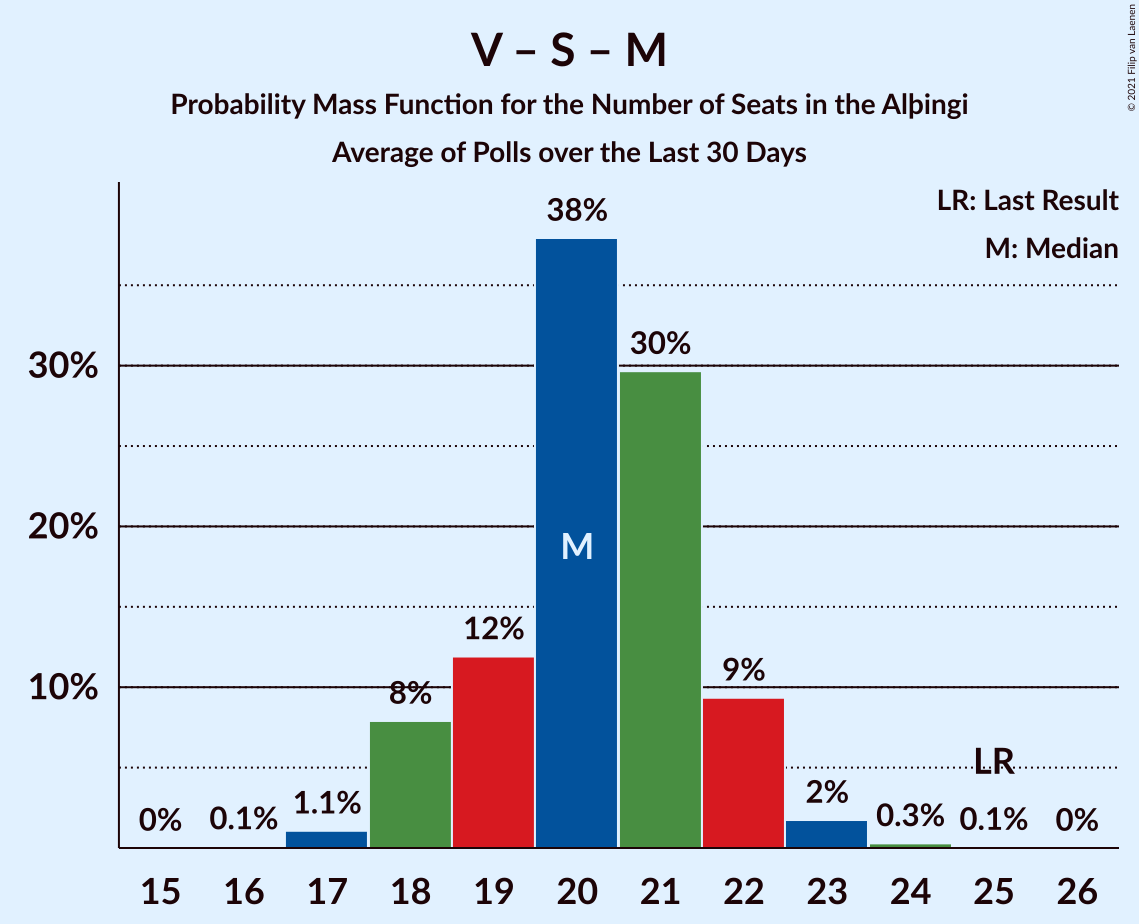 V – S – M
Probability Mass Function for the Number of Seats in the Alþingi
Average of Polls over the Last 30 Days
© 2021 Filip van Laenen
LR: Last Result
M: Median
30%
20%
10%
0%
0.1%
1.1%
8%
12%
38%
M
30%
9%
2%
0.3%
LR
0.1%
0%
15 16 17 18 19 20 21 22 23 24 25 26